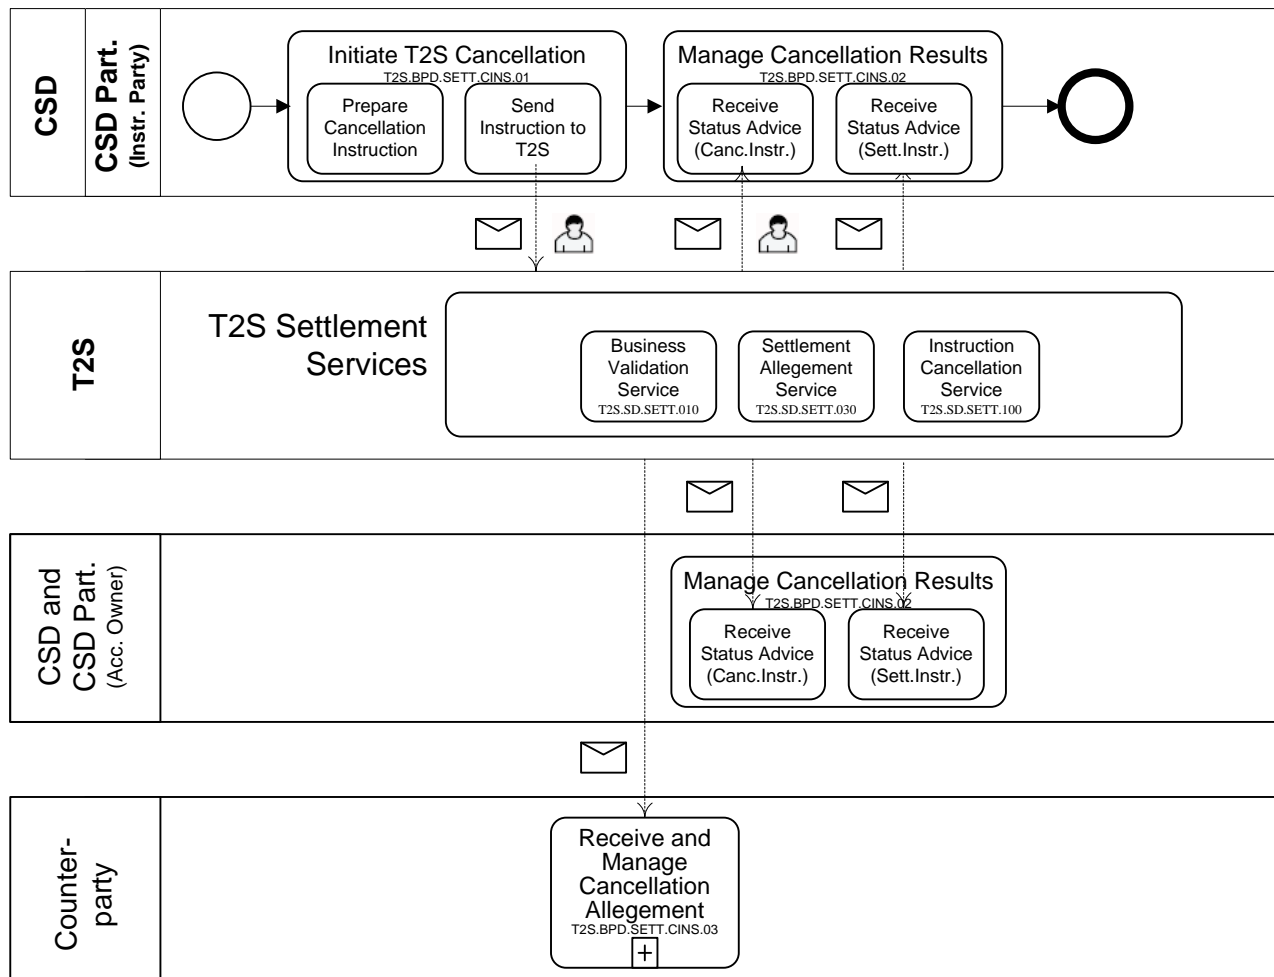 CSD
CSD Part.
(Instr. Party)
Initiate T2S Cancellation
T2S.BPD.SETT.CINS.01
Prepare
Cancellation
Instruction
Send
Instruction to
T2S
Manage Cancellation Results
T2S.BPD.SETT.CINS.02
Receive
Status Advice
(Canc.Instr.)
Receive
Status Advice
(Sett.Instr.)
T2S
T2S Settlement
Services
Business
Validation
Service
T2S.SD.SETT.010
Settlement
Allegement
Service
T2S.SD.SETT.030
Instruction
Cancellation
Service
T2S.SD.SETT.100
CSD and
CSD Part.
(Acc. Owner)
Manage Cancellation Results
T2S.BPD.SETT.CINS.02
Receive
Status Advice
(Canc.Instr.)
Receive
Status Advice
(Sett.Instr.)
Counter-
party
Receive and
Manage
Cancellation
Allegement
T2S.BPD.SETT.CINS.03
+